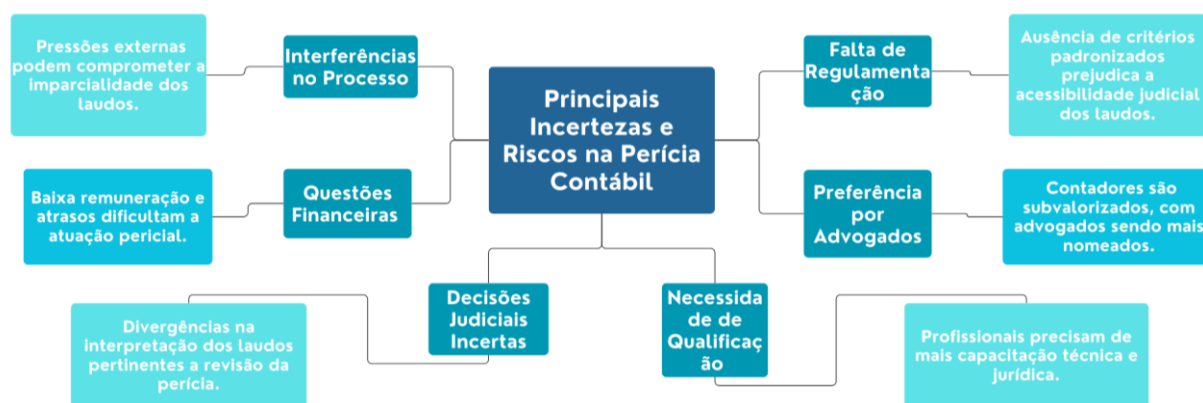 Principais
Incertezas e
Riscos na Perícia
Contábil
Interferências
no Processo
Pressões externas
podem comprometer a
imparcialidade dos
laudos.
Questões
Financeiras
Baixa remuneração e
atrasos dificultam a
atuação pericial.
Decisões
Judiciais
Incertas
Divergências na
interpretação dos laudos
pertinentes a revisão da
perícia.
Falta de
Regulamenta
ção
Ausência de critérios
padronizados
prejudica a
acessibilidade judicial
dos laudos.
Preferência
por
Advogados
Contadores são
subvalorizados, com
advogados sendo mais
nomeados.
Necessida
de de
Qualificaç
ão
Profissionais precisam de
mais capacitação técnica e
jurídica.